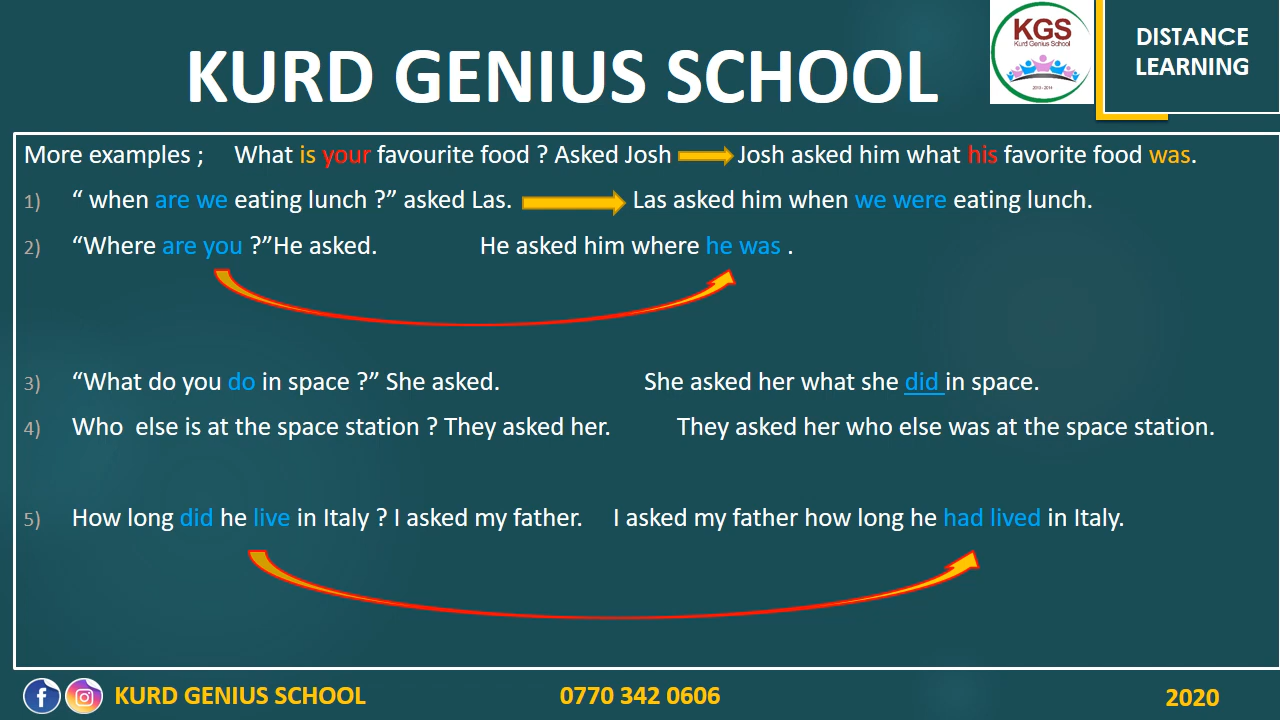 KURD GENIUS SCHOOL
KGS
Kurd Genius School
DISTANCE
LEARNING
More examples ; What is your favourite food ? Asked Josh Josh asked him what his favorite food was.
1) “ when are we eating lunch ?” asked Las. Las asked him when we were eating lunch.
2) “Where are you ?”He asked. He asked him where he was .
3) “What do you do in space ?” She asked. She asked her what she did in space.
4) Who else is at the space station ? They asked her. They asked her who else was at the space station.
5) How long did he live in Italy ? I asked my father. I asked my father how long he had lived in Italy.
KURD GENIUS SCHOOL
0770 342 0606
2020